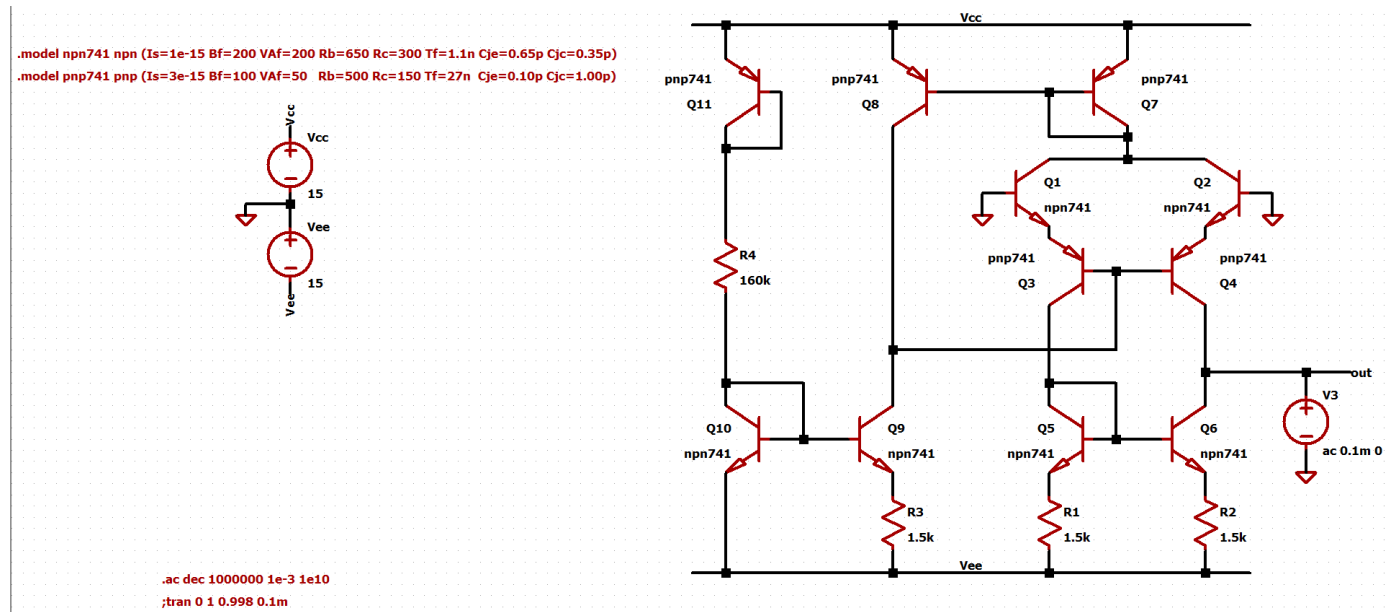 .model npn741 npn (Is=1e-15 Bf=200 VAf=200 Rb=650 Rc=300 Tf=1.1n Cje=0.65p Cjc=0.35p)
.model pnp741 pnp (Is=3e-15 Bf=100 VAf=50 Rb=500 Rc=150 Tf=27n Cje=0.10p Cjc=1.00p)
Vcc
Vcc
15
Vee
15
Vee
Vcc
pnp741
Q11
pnp741
Q8
pnp741
Q7
Q1
npn741
Q2
npn741
pnp741
Q3
pnp741
Q4
R4
160k
out
V3
ac 0.1m 0
Q10
npn741
Q9
npn741
Q5
npn741
Q6
npn741
R3
1.5k
R1
1.5k
R2
1.5k
Vee
.ac dec 1000000 1e-3 1e10
;tran 0 1 0.998 0.1m